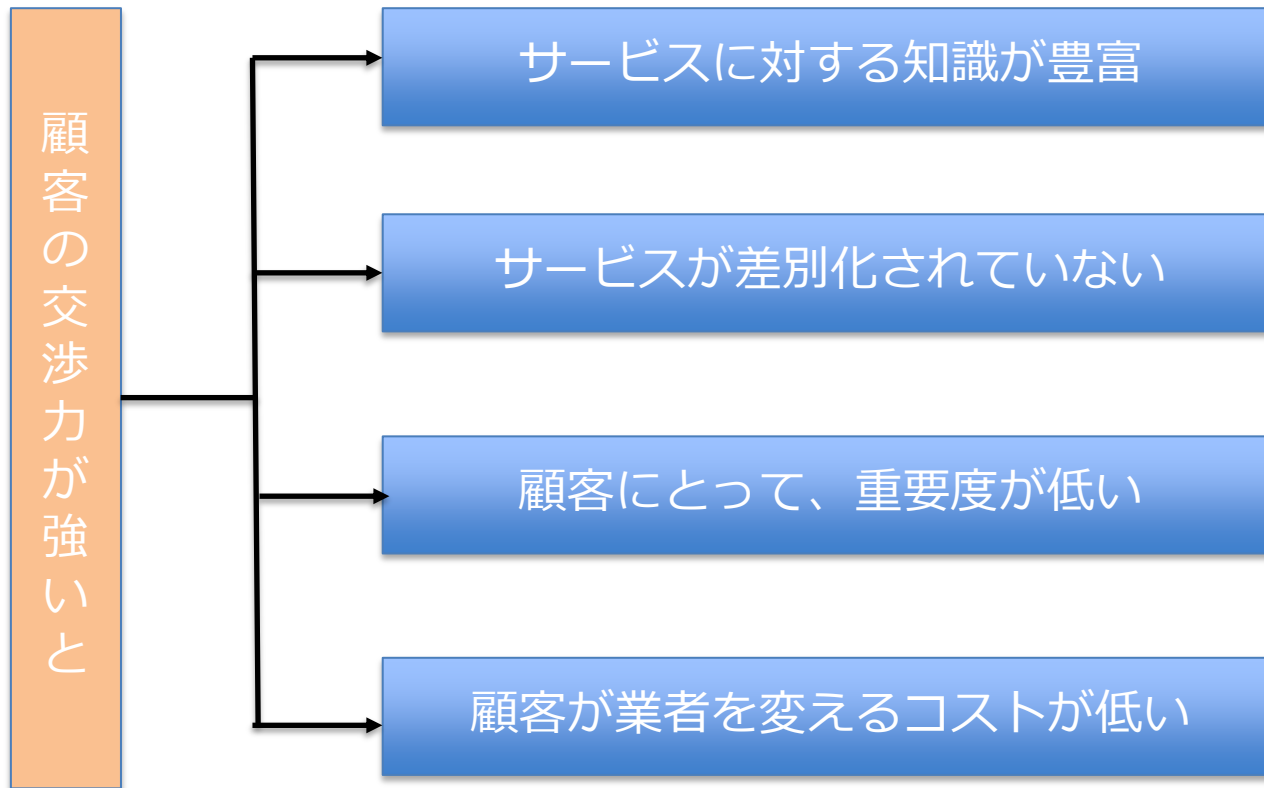 顧客の交渉力が強いと
サービスに対する知識が豊富
サービスが差別化されていない
顧客にとって、重要度が低い
顧客が業者を変えるコストが低い